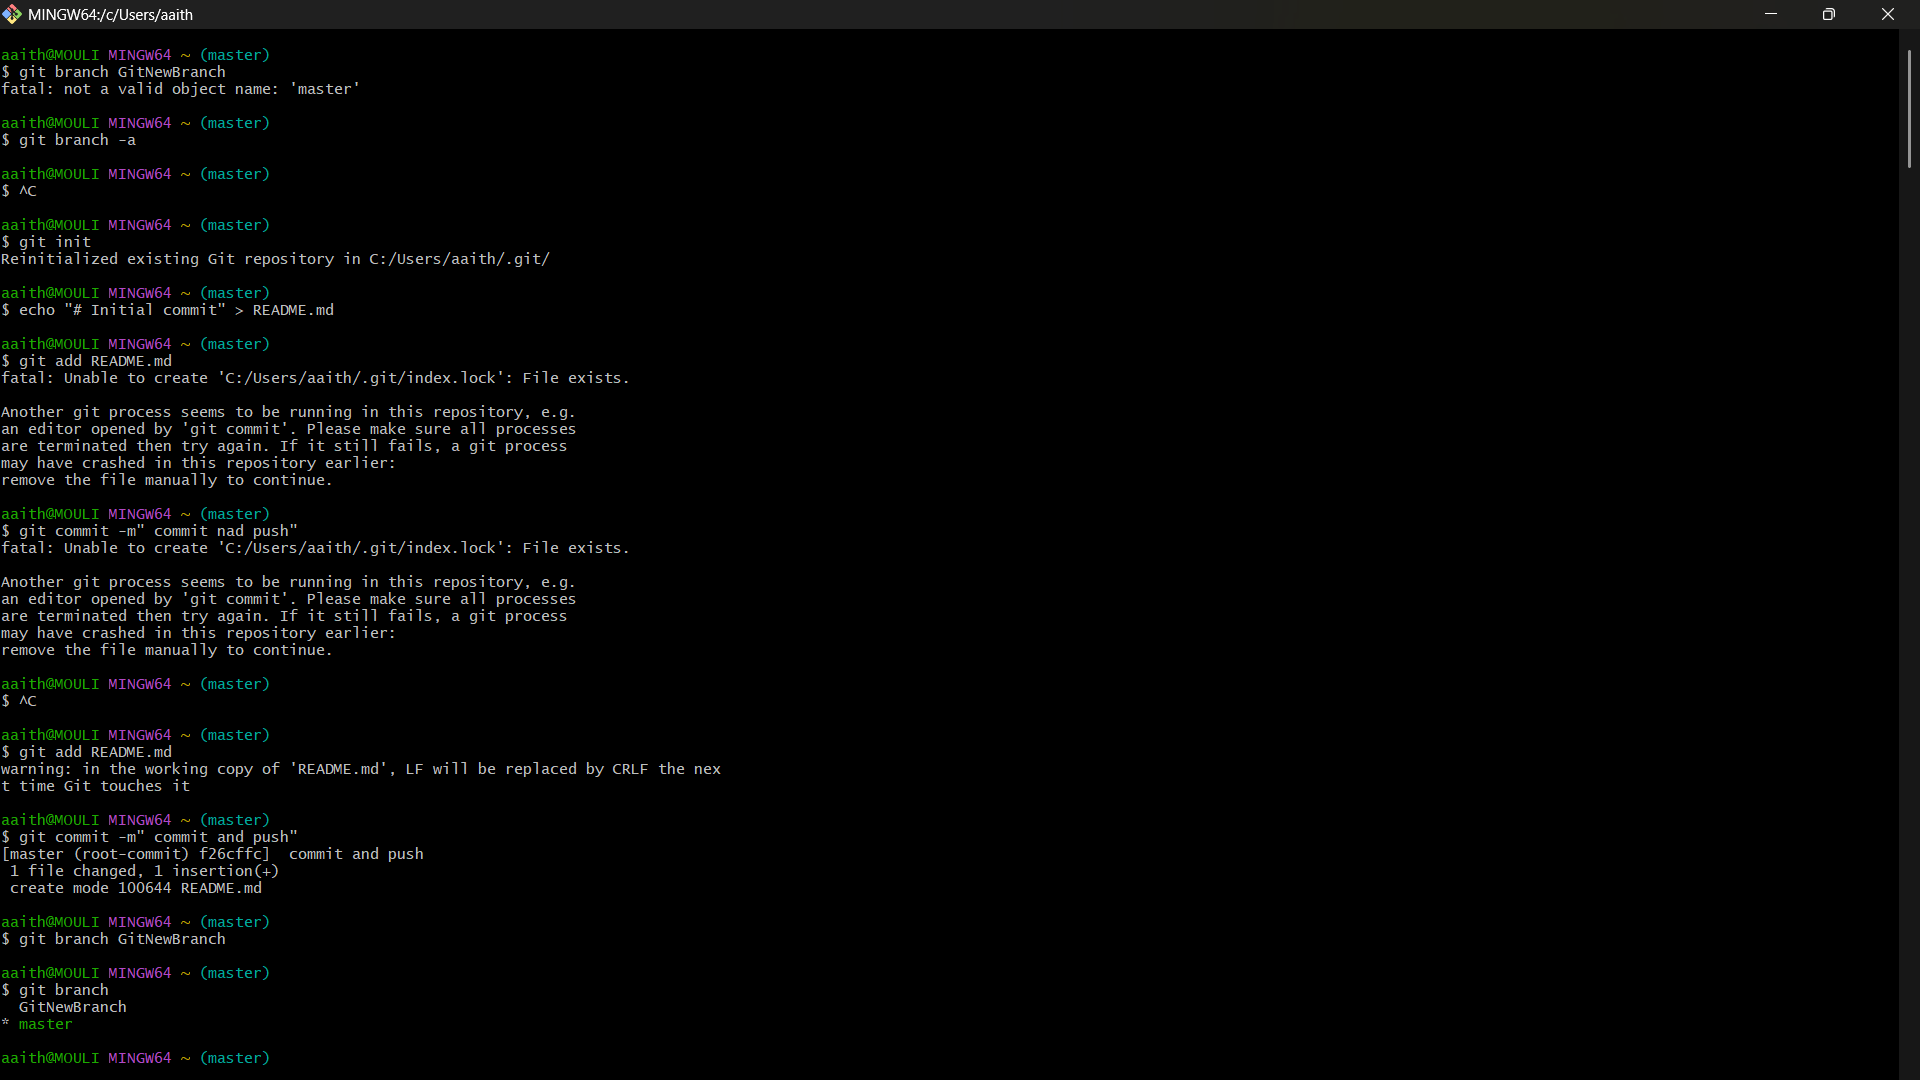 MINGW64:/c/Users/aaith
aaith@MOULI MINGW64 ~ (master)
$ git branch GitNewBranch
fatal: not a valid object name: 'master'
aaith@MOULI MINGW64 ~ (master)
$ git branch -a
aaith@MOULI MINGW64 ~ (master)
$ ^C
aaith@MOULI MINGW64 ~ (master)
$ git init
Reinitialized existing Git repository in C:/Users/aaith/.git/
aaith@MOULI MINGW64 ~ (master)
$ echo "# Initial commit" > README.md
aaith@MOULI MINGW64 ~ (master)
$ git add README.md
fatal: Unable to create 'C:/Users/aaith/.git/index.lock': File exists.
Another git process seems to be running in this repository, e.g.
an editor opened by 'git commit'. Please make sure all processes
are terminated then try again. If it still fails, a git process
may have crashed in this repository earlier:
remove the file manually to continue.
aaith@MOULI MINGW64 ~ (master)
$ git commit -m" commit nad push"
fatal: Unable to create 'C:/Users/aaith/.git/index.lock': File exists.
Another git process seems to be running in this repository, e.g.
an editor opened by 'git commit'. Please make sure all processes
are terminated then try again. If it still fails, a git process
may have crashed in this repository earlier:
remove the file manually to continue.
aaith@MOULI MINGW64 ~ (master)
$ ^C
aaith@MOULI MINGW64 ~ (master)
$ git add README.md
warning: in the working copy of 'README.md', LF will be replaced by CRLF the nex
t time Git touches it
aaith@MOULI MINGW64 ~ (master)
$ git commit -m" commit and push"
[master (root-commit) f26cffc]  commit and push
 1 file changed, 1 insertion(+)
 create mode 100644 README.md
aaith@MOULI MINGW64 ~ (master)
$ git branch GitNewBranch
aaith@MOULI MINGW64 ~ (master)
$ git branch
  GitNewBranch
* master
aaith@MOULI MINGW64 ~ (master)